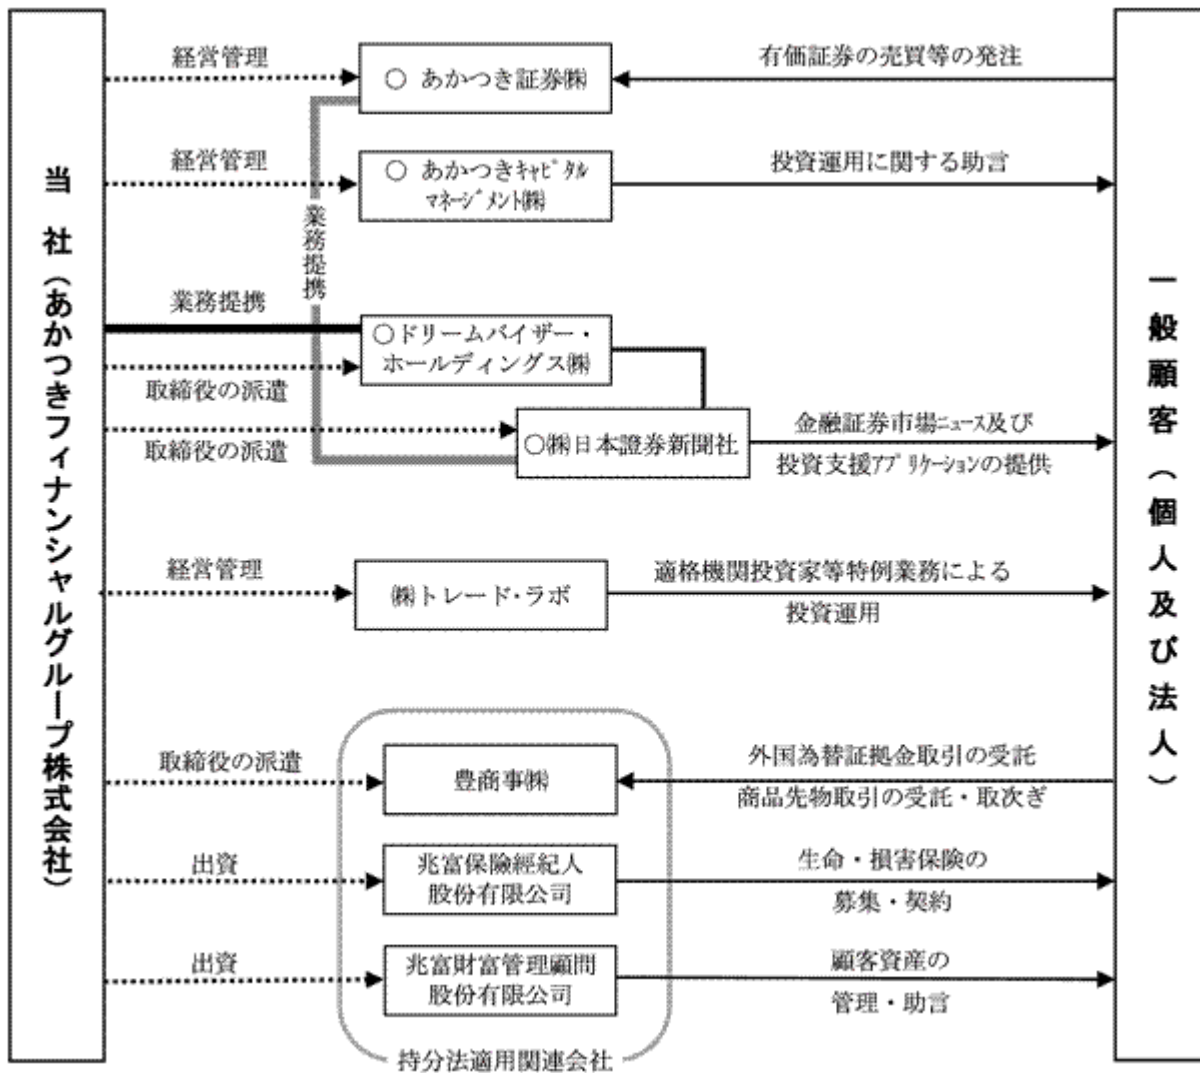 当 社（あかつきフィナンシャルグループ株式会社）
経営管理
○ あかつき証券㈱
有価証券の売買等の発注
経営管理
○ あかつきｷｬﾋﾟﾀﾙ
ﾏﾈｰｼﾞﾒﾝﾄ㈱
投資運用に関する助言
業務提携
業務提携
○ドリームバイザー・
ホールディングス㈱
取締役の派遣
取締役の派遣
○㈱日本證券新聞社
金融証券市場ﾆｭｰｽ及び
投資支援ｱﾌﾟﾘｹｰｼｮﾝの提供
経営管理
㈱トレード・ラボ
適格機関投資家等特例業務による
投資運用
取締役の派遣
豊商事㈱
外国為替証拠金取引の受託
商品先物取引の受託・取次ぎ
出資
兆富保險經紀人
股份有限公司
生命・損害保険の
募集・契約
出資
兆富財富管理顧問
股份有限公司
顧客資産の
管理・助言
持分法適用関連会社
一般顧客（個人及び法人）